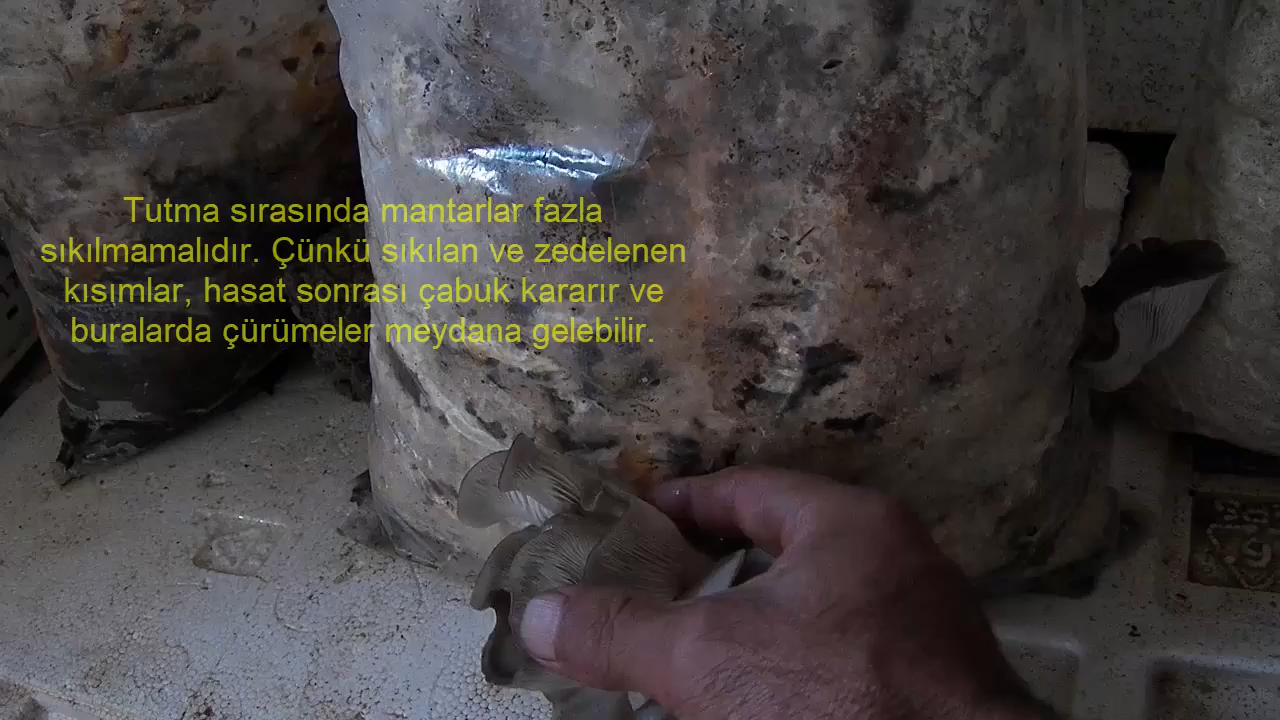 Tutma sırasında mantarlar fazla
sıkılmamalıdır. Çünkü sıkılan ve zedelenen
kısımlar, hasat sonrası çabuk kararır ve
buralarda çürümeler meydana gelebilir.